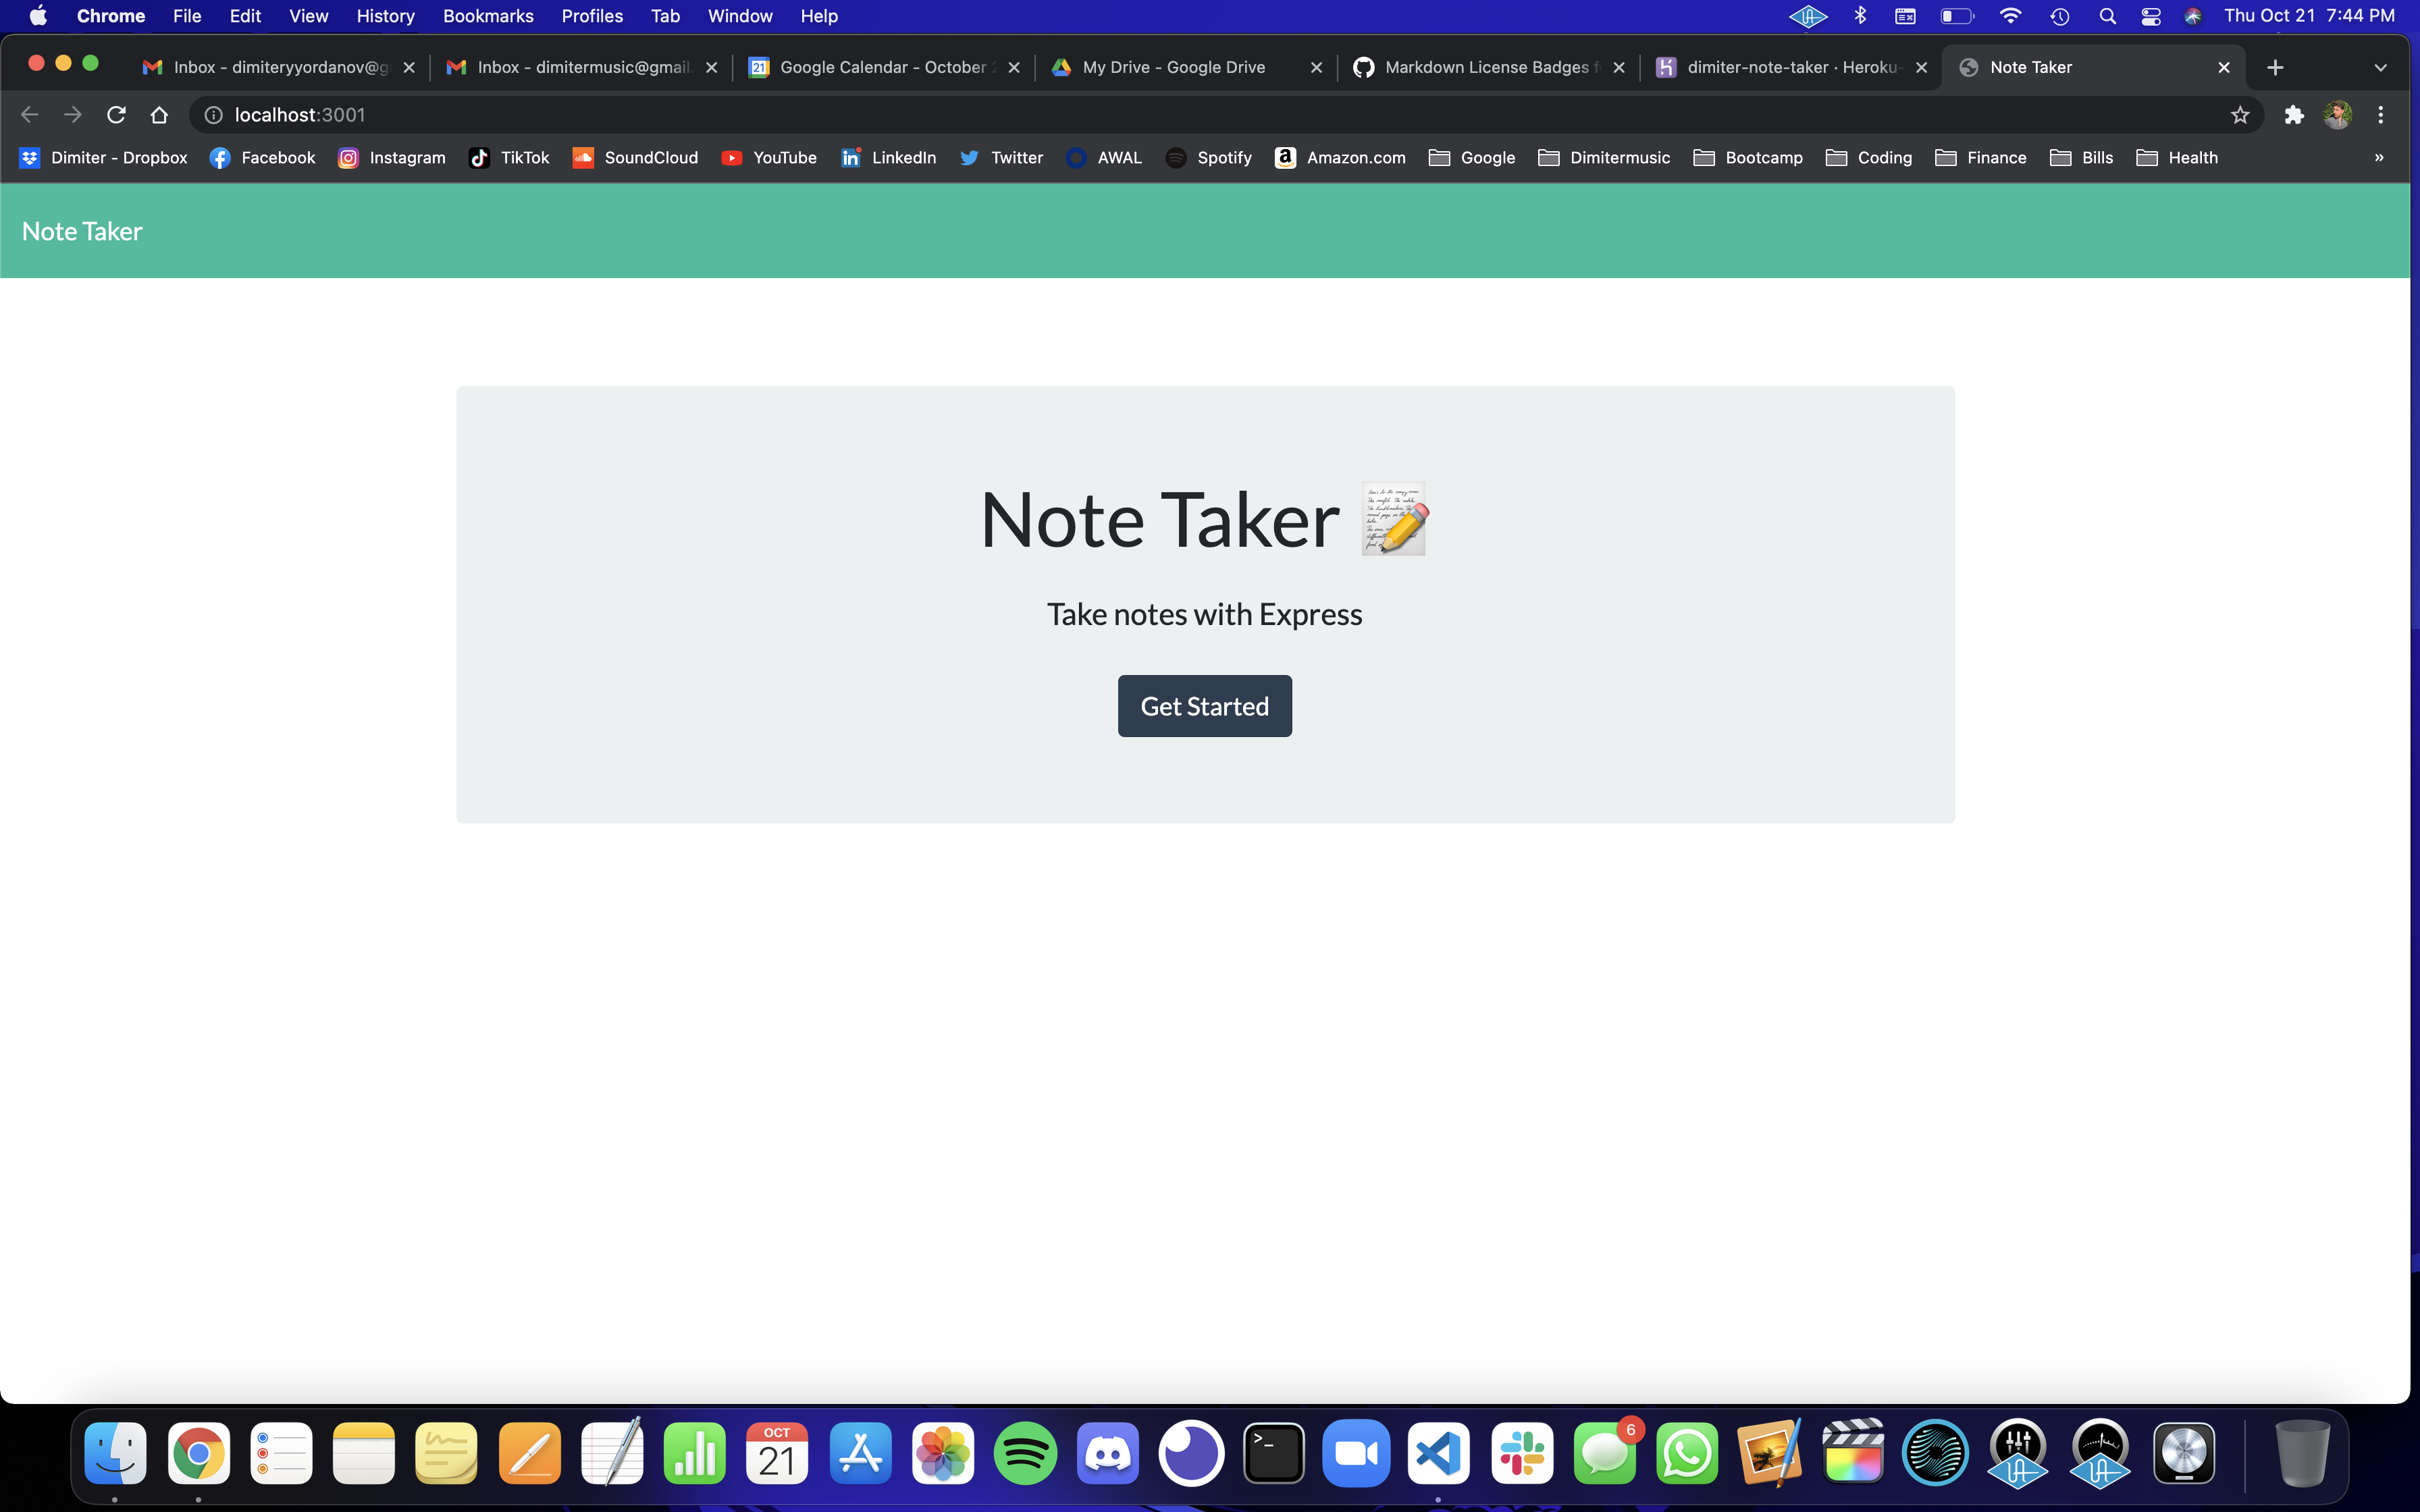 Chrome File Edit View History Bookmarks Profiles Tab Window Help Thu Oct 21 7:44 PM
Inbox - dimiteryyordanov@g Inbox - dimitermusic@gmail. Google Calendar - October My Drive - Google Drive Markdown License Badges dimiter-note-taker · Heroku Note Taker
localhost:3001
Dimiter - Dropbox Facebook Instagram TikTok SoundCloud YouTube LinkedIn Twitter AWAL Spotify Amazon.com Google Dimitermusic Bootcamp Coding Finance Bills Health »
Note Taker
Note Taker
Take notes with Express
Get Started
6
OCT
21